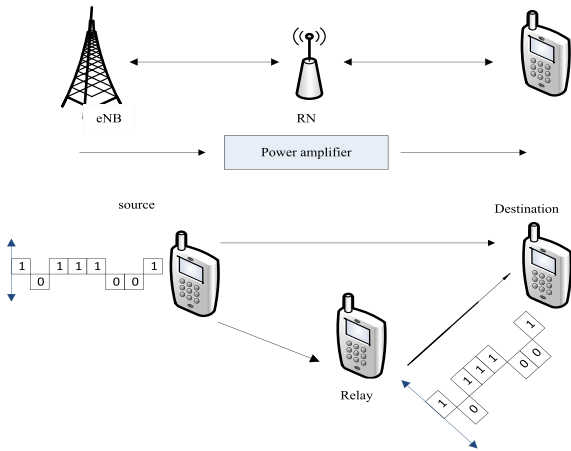 eNB
RN
Power amplifier
source
Destination
1 0 1 1 1 0 0 1
Relay
1 0 1 1 1 0 0 1